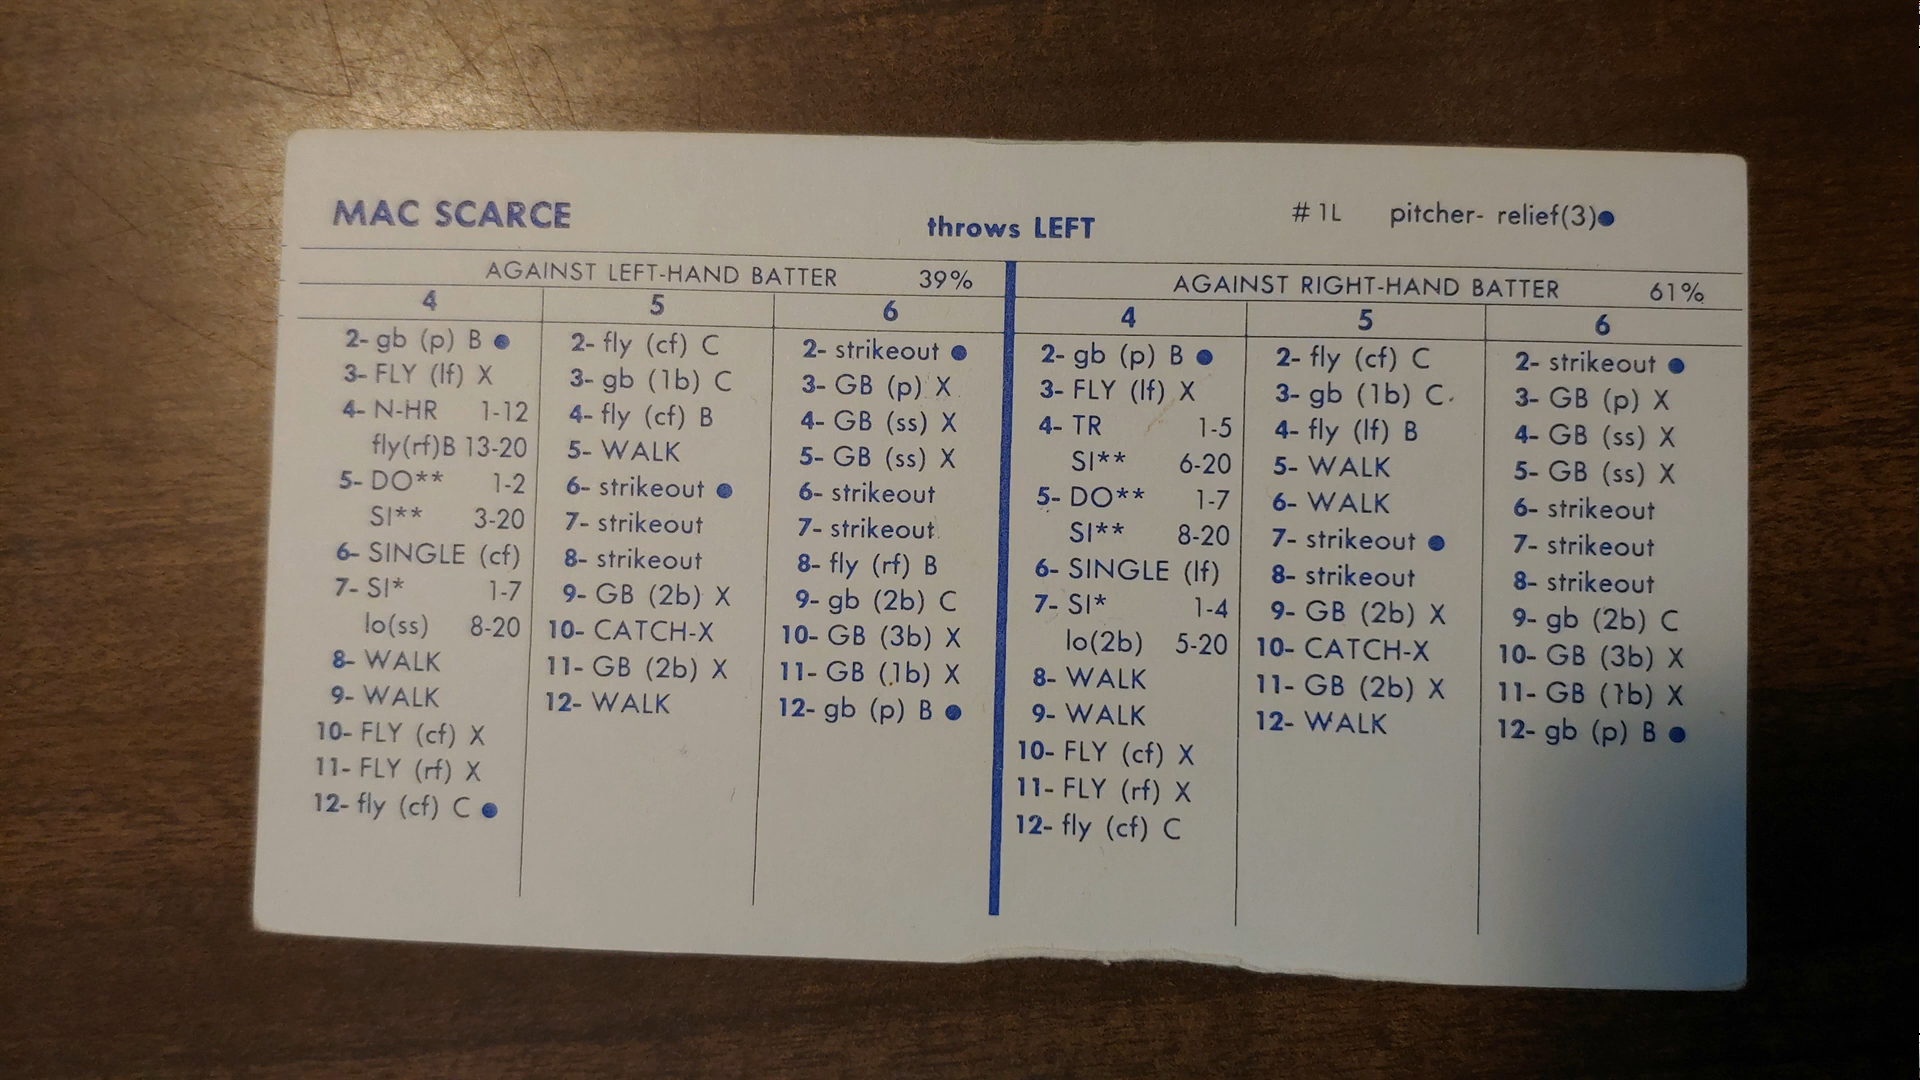 MAC SCARCE throws LEFT # 1L pitcher- relief(3)●
AGAINST LEFT-HAND BATTER 39%
4
2- gb (p) B ●
3- FLY (lf) X
4- N-HR 1-12
fly(rf)B 13-20
5- DO** 1-2
SI** 3-20
6- SINGLE (cf)
7- SI* 1-7
lo(ss) 8-20
8- WALK
9- WALK
10- FLY (cf) X
11- FLY (rf) X
12- fly (cf) C ●
5
2- fly (cf) C
3- gb (1b) C
4- fly (cf) B
5- WALK
6- strikeout ●
7- strikeout
8- strikeout
9- GB (2b) X
10- CATCH-X
11- GB (2b) X
12- WALK
6
2- strikeout ●
3- GB (p) X
4- GB (ss) X
5- GB (ss) X
6- strikeout
7- strikeout
8- fly (rf) B
9- gb (2b) C
10- GB (3b) X
11- GB (1b) X
12- gb (p) B ●
AGAINST RIGHT-HAND BATTER 61%
4
2- gb (p) B ●
3- FLY (lf) X
4- TR 1-5
SI** 6-20
5- DO** 1-7
SI** 8-20
6- SINGLE (lf)
7- SI* 1-4
lo(2b) 5-20
8- WALK
9- WALK
10- FLY (cf) X
11- FLY (rf) X
12- fly (cf) C
5
2- fly (cf) C
3- gb (1b) C
4- fly (lf) B
5- WALK
6- WALK
7- strikeout ●
8- strikeout
9- GB (2b) X
10- CATCH-X
11- GB (2b) X
12- WALK
6
2- strikeout ●
3- GB (p) X
4- GB (ss) X
5- GB (ss) X
6- strikeout
7- strikeout
8- strikeout
9- gb (2b) C
10- GB (3b) X
11- GB (1b) X
12- gb (p) B ●